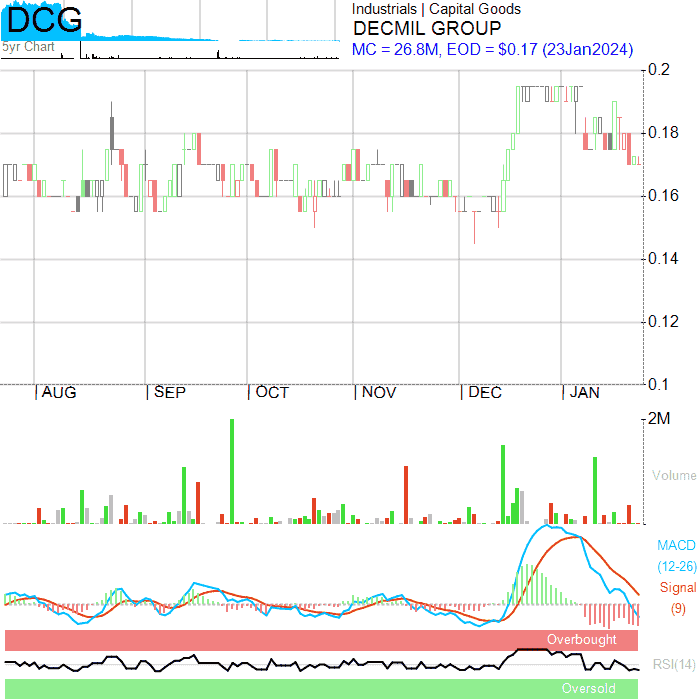 DCG
5yr Chart
Industrials | Capital Goods
DECMIL GROUP
MC = 26.8M, EOD = $0.17 (23Jan2024)
0.2
0.18
0.16
0.14
0.12
0.1
AUG SEP OCT NOV DEC JAN
2M
Volume
MACD
(12-26)
Signal
(9)
Overbought
RSI(14)
Oversold